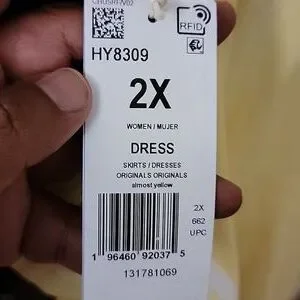 RFID
HY8309
2X
WOMEN / MUJER
DRESS
SKIRTS / DRESSES
ORIGINALS ORIGINALS
almost yellow
2X
662
UPC
1 96460 92037 5
131781069